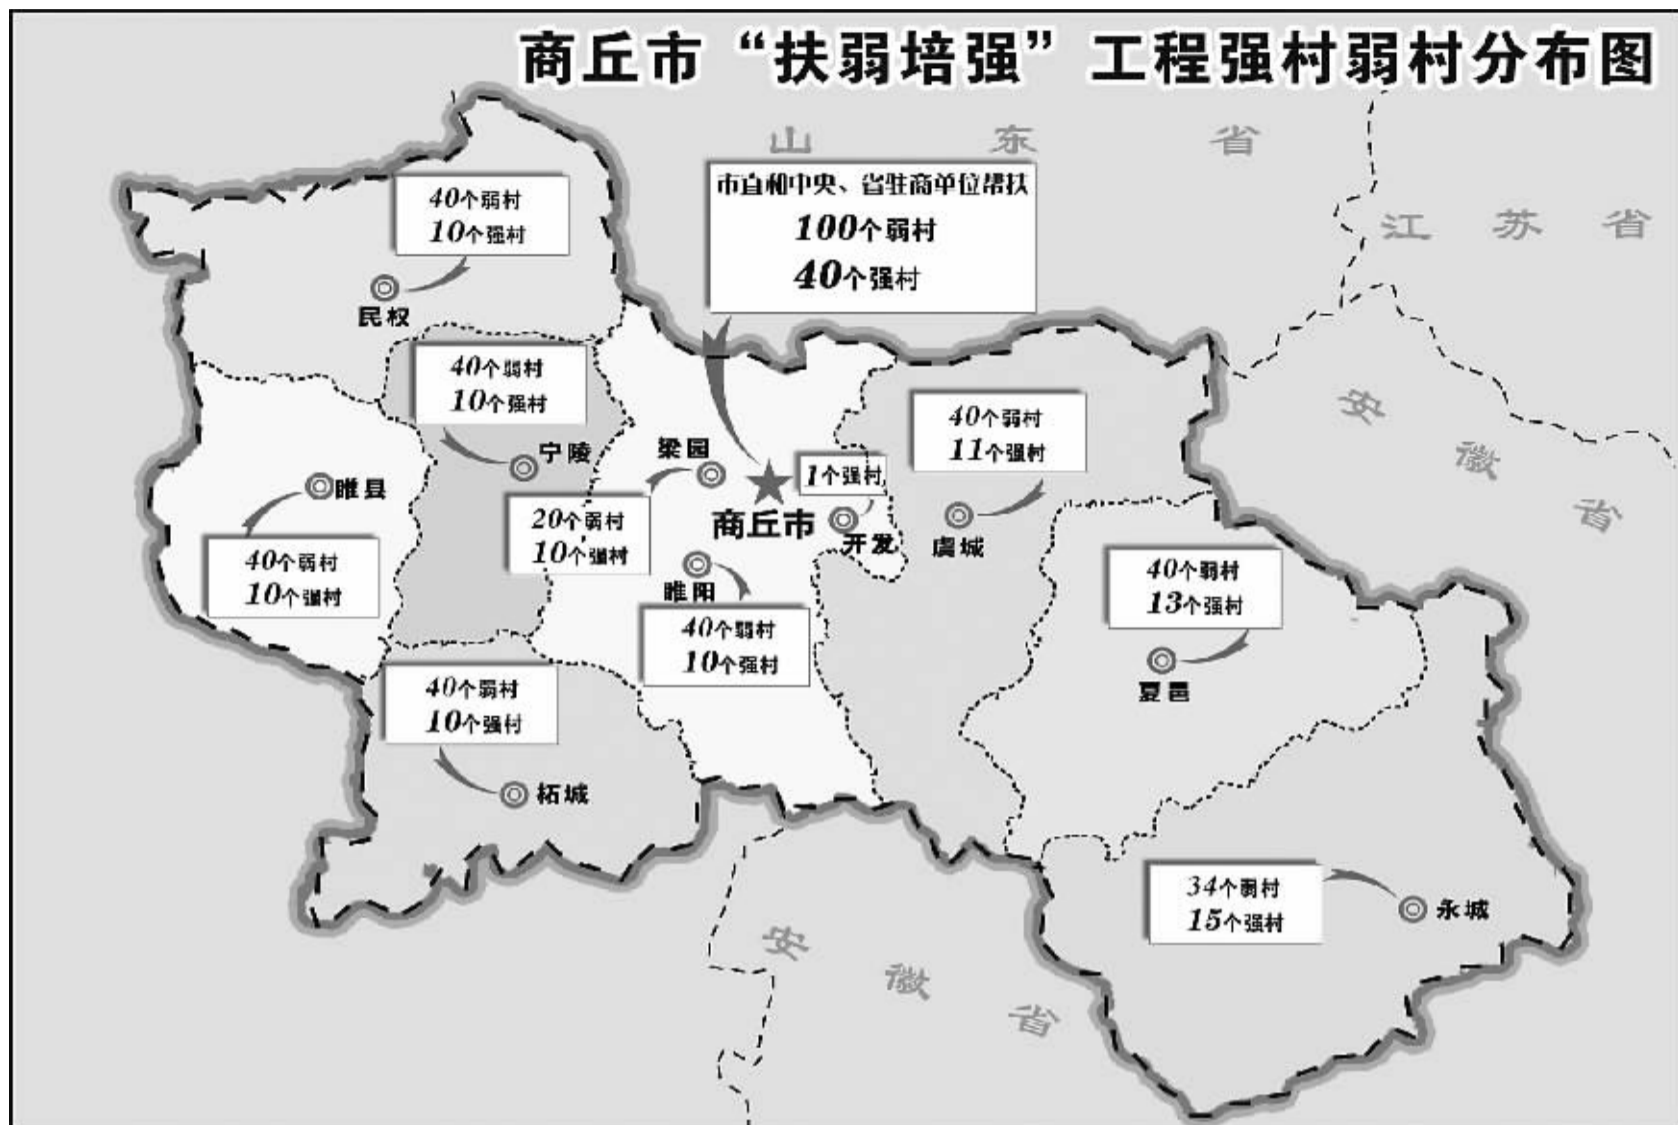 商丘市“扶弱培强”工程强村弱村分布图
山东省
江苏省
安徽省
市直和中央、省驻商单位帮扶
100个弱村
40个强村
40个弱村
10个强村
民权
40个弱村
10个强村
宁陵
梁园
20个弱村
10个强村
商丘市
1个强村
开发
40个弱村
11个强村
虞城
睢县
40个弱村
10个强村
睢阳
40个弱村
10个强村
40个弱村
13个强村
夏邑
40个弱村
10个强村
柘城
34个弱村
15个强村
永城
安徽省